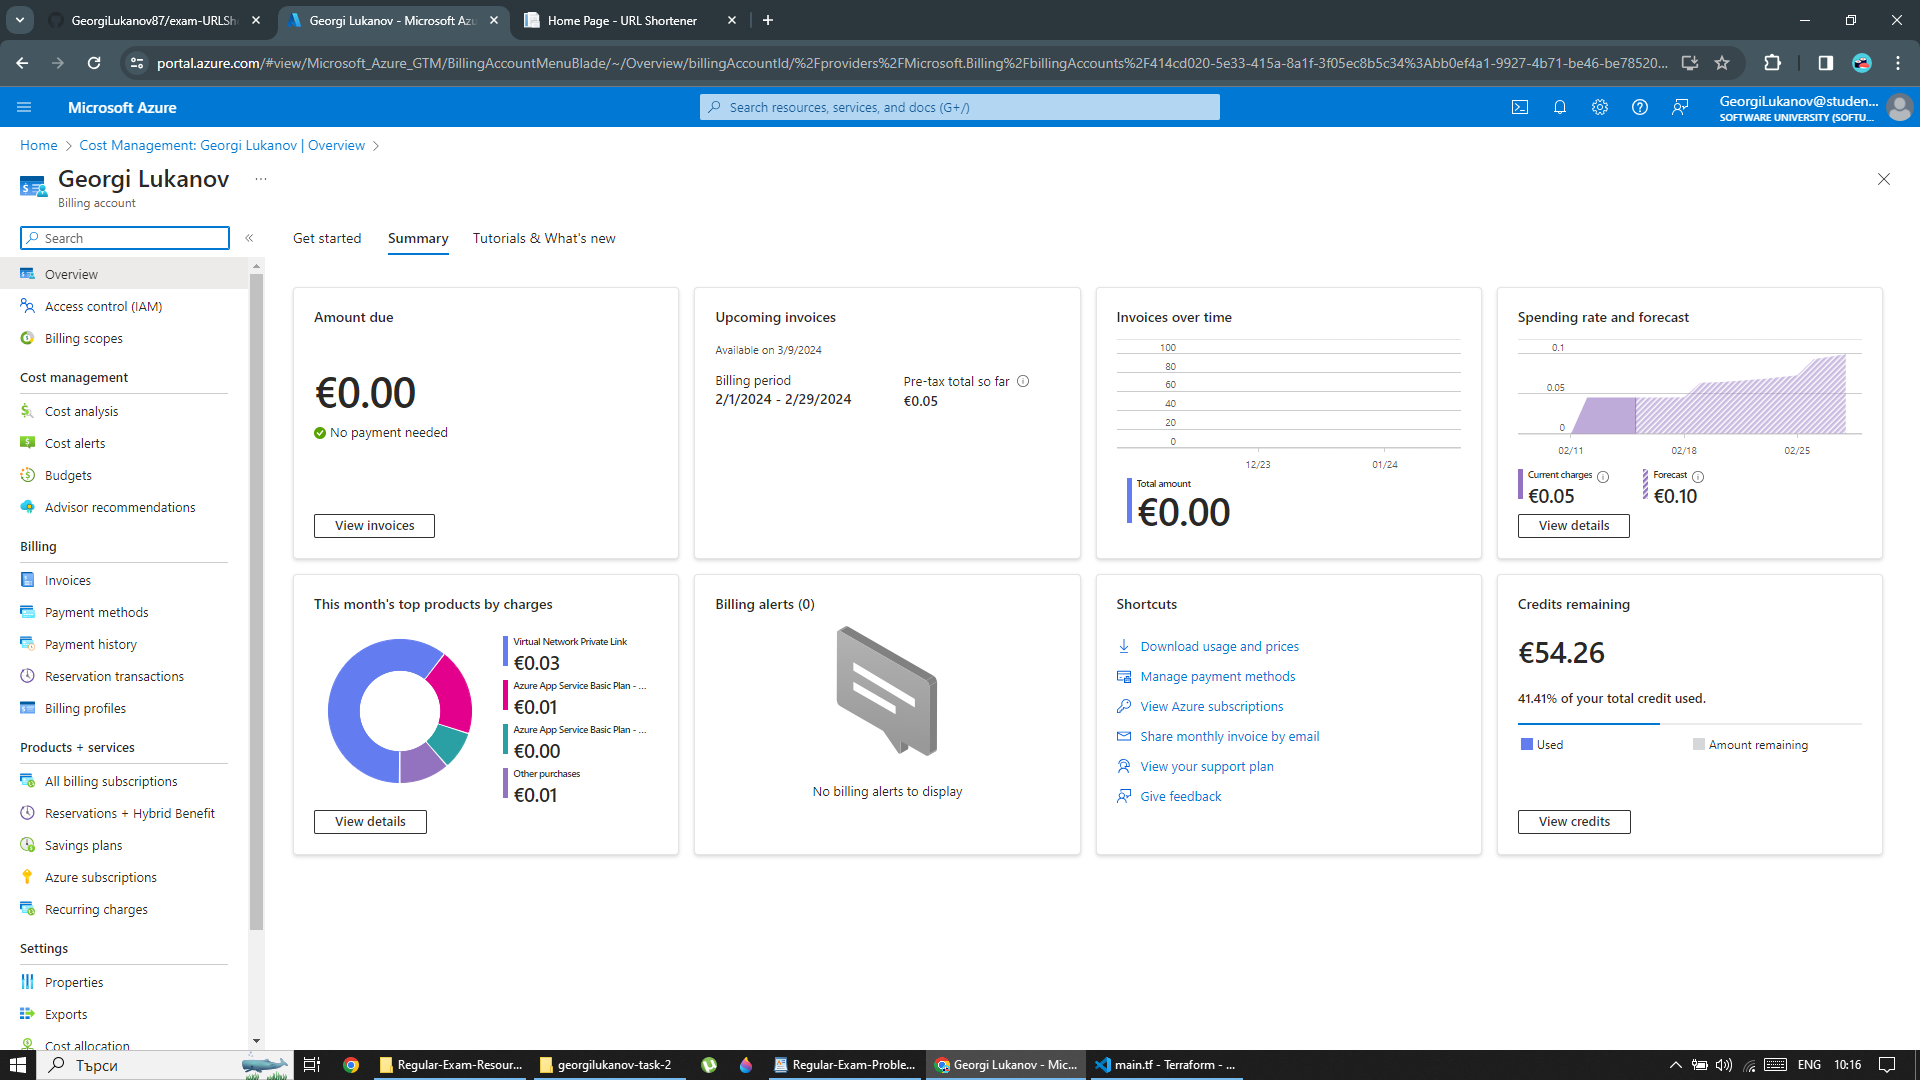 GeorgiLukanov87/exam-URLSho
Georgi Lukanov - Microsoft Azu
Home Page - URL Shortener
portal.azure.com/#view/Microsoft_Azure_GTM/BillingAccountMenuBlade/~/Overview/billingAccountId/%2Fproviders%2FMicrosoft.Billing%2FbillingAccounts%2F414cd020-5e33-415a-8a1f-3f05ec8b5c34%3Abb0ef4a1-9927-4b71-be46-be78520...
Microsoft Azure
Search resources, services, and docs (G+/)
GeorgiLukanov@studen...
SOFTWARE UNIVERSITY (SOFTU...
Home > Cost Management: Georgi Lukanov | Overview >
Georgi Lukanov ...
Billing account
Search
Overview
Access control (IAM)
Billing scopes
Cost management
Cost analysis
Cost alerts
Budgets
Advisor recommendations
Billing
Invoices
Payment methods
Payment history
Reservation transactions
Billing profiles
Products + services
All billing subscriptions
Reservations + Hybrid Benefit
Savings plans
Azure subscriptions
Recurring charges
Settings
Properties
Exports
Cost allocation
Get started Summary Tutorials & What's new
Amount due
€0.00
No payment needed
View invoices
Upcoming invoices
Available on 3/9/2024
Billing period
2/1/2024 - 2/29/2024
Pre-tax total so far
€0.05
Invoices over time
100
80
60
40
20
0
12/23 01/24
Total amount
€0.00
Spending rate and forecast
0.1
0.05
0
02/11 02/18 02/25
Current charges
€0.05
Forecast
€0.10
View details
This month's top products by charges
Virtual Network Private Link
€0.03
Azure App Service Basic Plan - ...
€0.01
Azure App Service Basic Plan - ...
€0.00
Other purchases
€0.01
View details
Billing alerts (0)
No billing alerts to display
Shortcuts
Download usage and prices
Manage payment methods
View Azure subscriptions
Share monthly invoice by email
View your support plan
Give feedback
Credits remaining
€54.26
41.41% of your total credit used.
Used
Amount remaining
View credits
Търси
Regular-Exam-Resour...
georgilukanov-task-2
Regular-Exam-Proble...
Georgi Lukanov - Mic...
main.tf - Terraform - ...
ENG
10:16